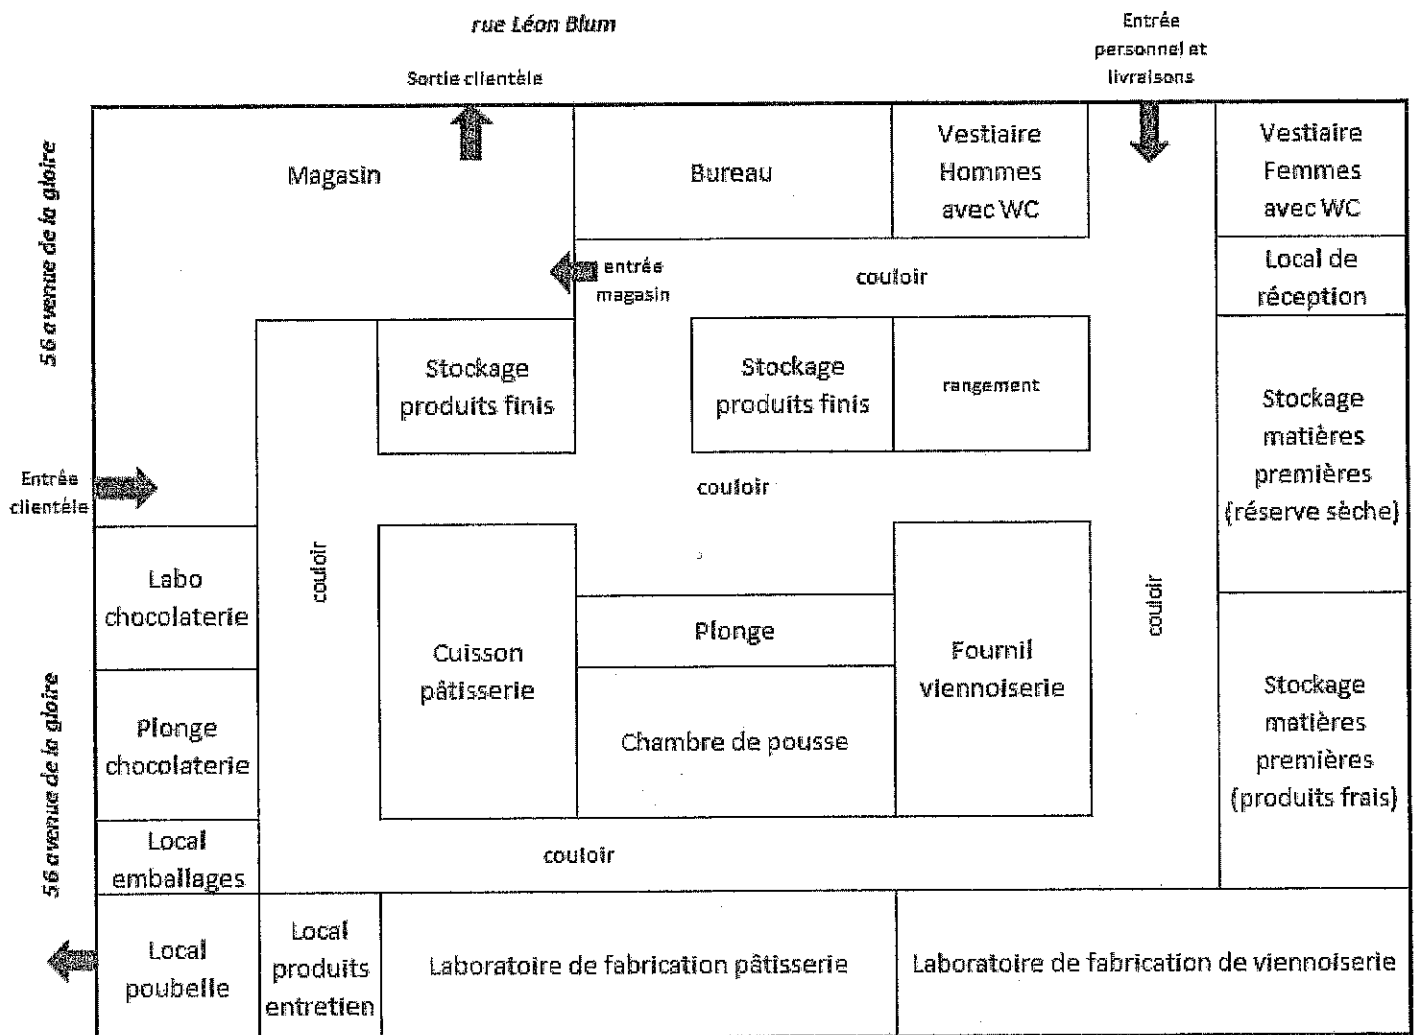 rue Léon Blum
Entrée
personnel et
livraisons
Sortie clientèle
56 avenue de la gloire
Magasin
Bureau
Vestiaire
Hommes
avec WC
Vestiaire
Femmes
avec WC
entrée
magasin
couloir
Local de
réception
Stockage
produits finis
Stockage
produits finis
rangement
Stockage
matières
premières
(réserve sèche)
Entrée
clientèle
couloir
couloir
couloir
Labo
chocolaterie
Cuisson
pâtisserie
Plonge
Fournil
viennoiserie
56 avenue de la gloire
Plonge
chocolaterie
Chambre de pousse
Stockage
matières
premières
(produits frais)
Local
emballages
couloir
Local
poubelle
Local
produits
entretien
Laboratoire de fabrication pâtisserie
Laboratoire de fabrication de viennoiserie